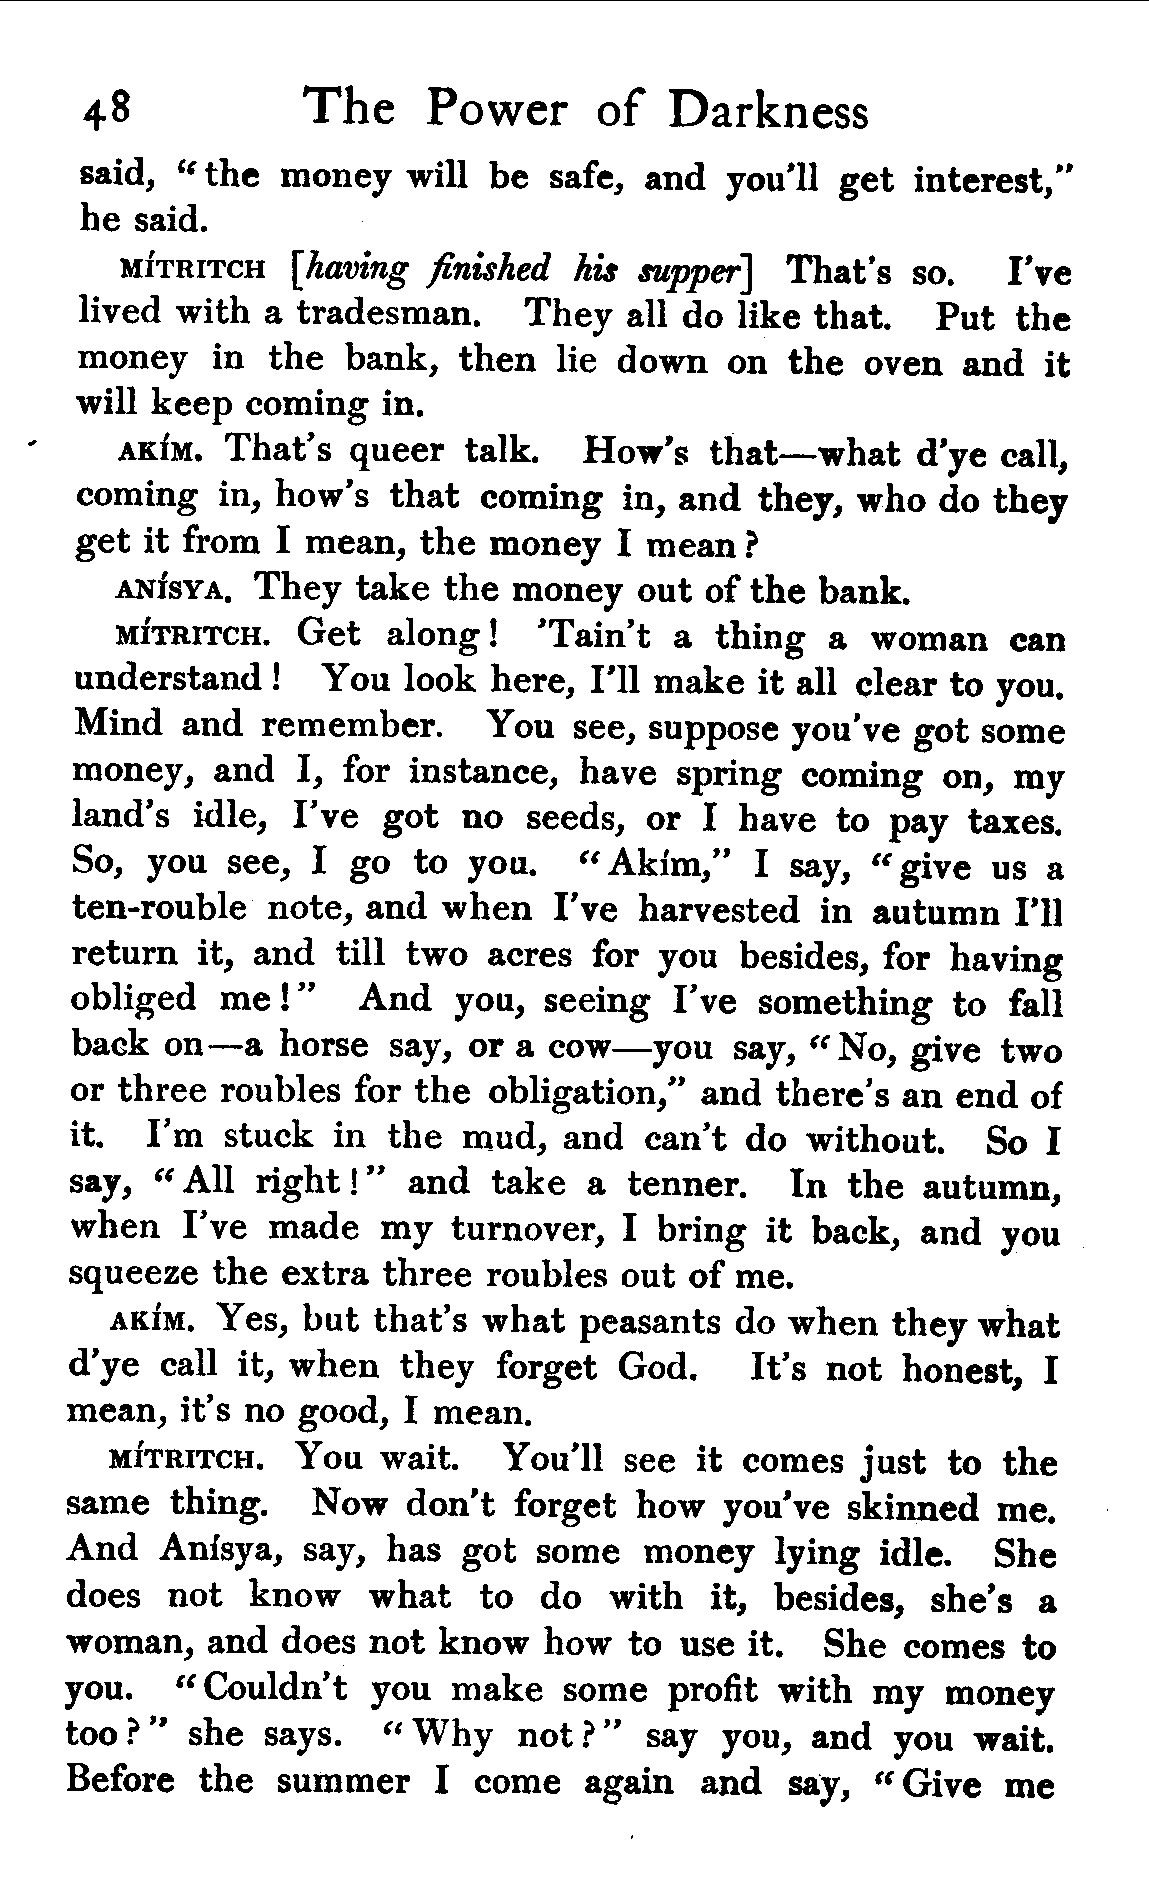 48 The Power of Darkness
said, “the money will be safe, and you'll get interest,”
he said.
MÍTRITCH [having finished his supper] That's so. I've
lived with a tradesman. They all do like that. Put the
money in the bank, then lie down on the oven and it
will keep coming in.
AKÍM. That's queer talk. How's that—what d'ye call,
coming in, how's that coming in, and they, who do they
get it from I mean, the money I mean?
ANÍSYA. They take the money out of the bank.
MÍTRITCH. Get along! 'Tain't a thing a woman can
understand! You look here, I'll make it all clear to you.
Mind and remember. You see, suppose you've got some
money, and I, for instance, have spring coming on, my
land's idle, I've got no seeds, or I have to pay taxes.
So, you see, I go to you. “Akím,” I say, “give us a
ten-rouble note, and when I've harvested in autumn I'll
return it, and till two acres for you besides, for having
obliged me!” And you, seeing I've something to fall
back on—a horse say, or a cow—you say, “No, give two
or three roubles for the obligation,” and there's an end of
it. I'm stuck in the mud, and can't do without. So I
say, “All right!” and take a tenner. In the autumn,
when I've made my turnover, I bring it back, and you
squeeze the extra three roubles out of me.
AKÍM. Yes, but that's what peasants do when they what
d'ye call it, when they forget God. It's not honest, I
mean, it's no good, I mean.
MÍTRITCH. You wait. You'll see it comes just to the
same thing. Now don't forget how you've skinned me.
And Anísya, say, has got some money lying idle. She
does not know what to do with it, besides, she's a
woman, and does not know how to use it. She comes to
you. “Couldn't you make some profit with my money
too?” she says. “Why not?” say you, and you wait.
Before the summer I come again and say, “Give me